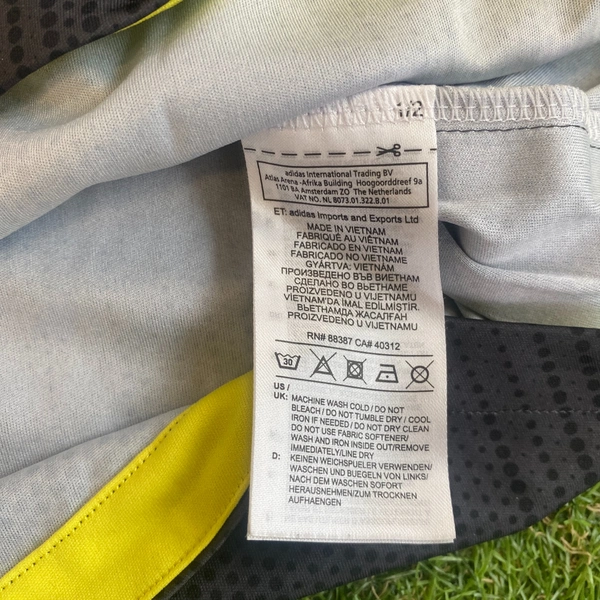 1/2
adidas International Trading BV
Atlas Arena -Afrika Building Hoogoorddreef 9a
1101 BA Amsterdam ZO The Netherlands
VAT NO. NL 8073.01.322.B.01
ET: adidas Imports and Exports Ltd
MADE IN VIETNAM
FABRIQUÉ AU VIÊTNAM
FABRICADO EN VIETNAM
FABRICADO NO VIETNAME
GYÁRTVA: VIETNÁM
ПРОИЗВЕДЕНО ВЪВ ВИЕТНАМ
СДЕЛАНО ВО ВЬЕТНАМЕ
PROIZVEDENO U VIJETNAMU
VİETNAM'DA İMAL EDİLMİŞTİR.
ВЬЕТНАМДА ЖАСАЛҒАН
PROIZVEDENO U VIJETNAMU
RN# 88387 CA# 40312
30
US /
UK: MACHINE WASH COLD / DO NOT
BLEACH / DO NOT TUMBLE DRY / COOL
IRON IF NEEDED / DO NOT DRY CLEAN
DO NOT USE FABRIC SOFTENER/
WASH AND IRON INSIDE OUT/REMOVE
IMMEDIATELY/LINE DRY
D: KEINEN WEICHSPUELER VERWENDEN/
WASCHEN UND BUEGELN VON LINKS/
NACH DEM WASCHEN SOFORT
HERAUSNEHMEN/ZUM TROCKNEN
AUFHAENGEN